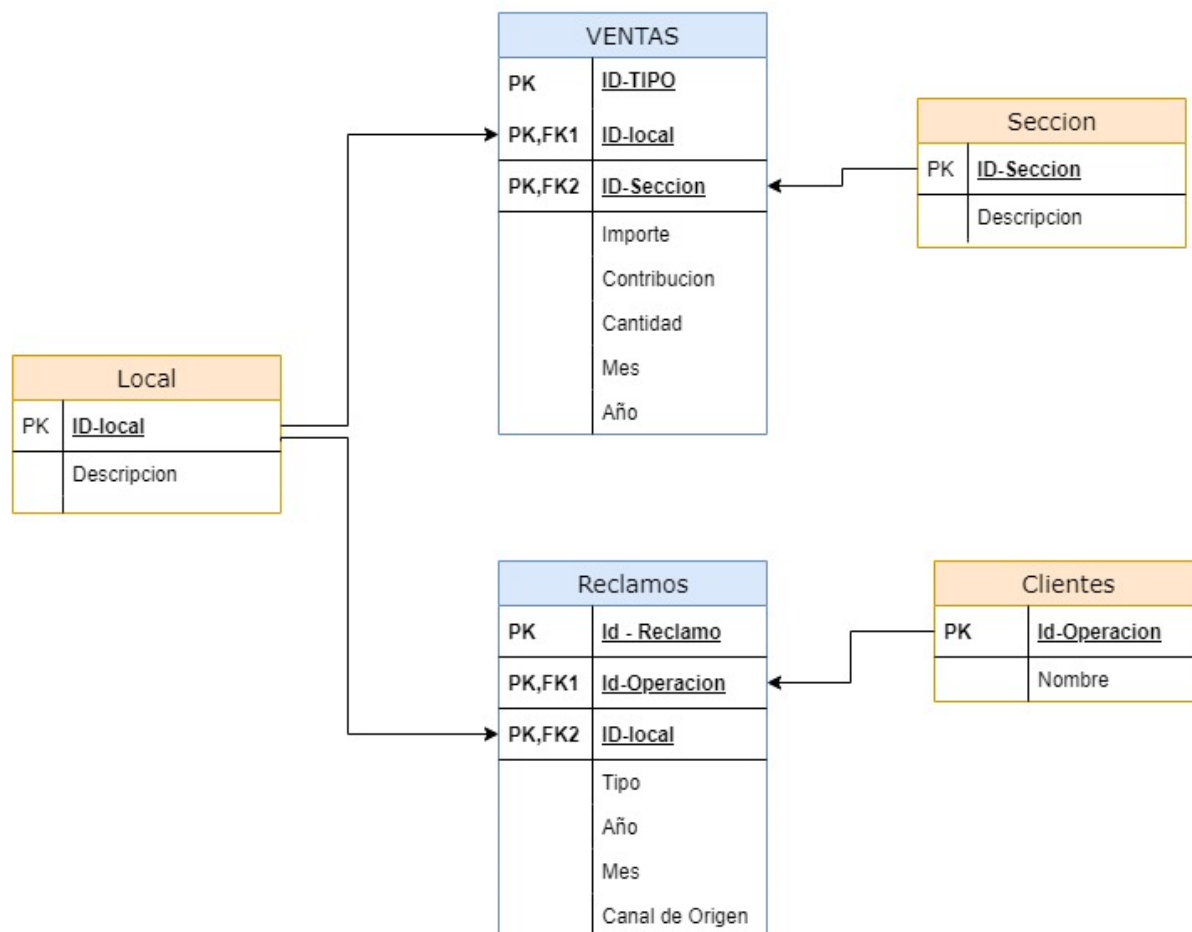 VENTAS
PK ID-TIPO
PK,FK1 ID-local
PK,FK2 ID-Seccion
Importe
Contribucion
Cantidad
Mes
Año
Seccion
PK ID-Seccion
Descripcion
Local
PK ID-local
Descripcion
Reclamos
PK Id - Reclamo
PK,FK1 Id-Operacion
PK,FK2 ID-local
Tipo
Año
Mes
Canal de Origen
Clientes
PK Id-Operacion
Nombre